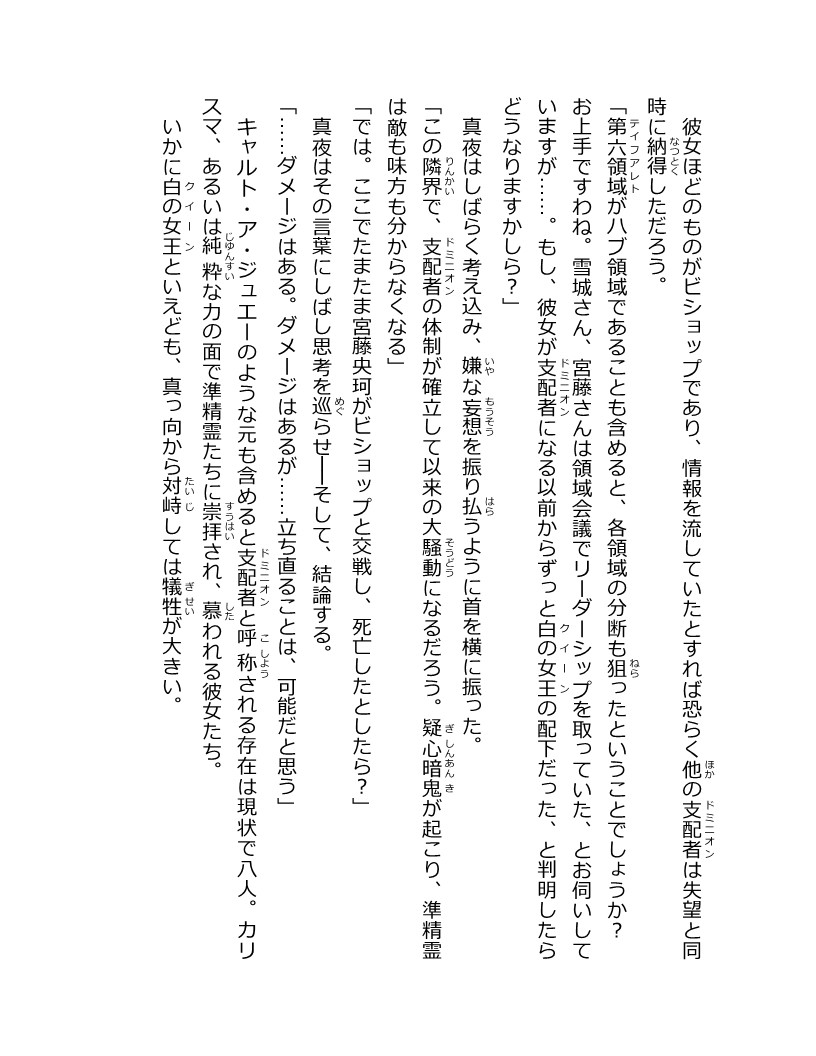 彼女ほどのものがビショップであり、情報を流していたとすれば恐らく他の支配者は失望と同
時に納得しただろう。
「第六領域がハブ領域であることも含めると、各領域の分断も狙ったということでしょうか？
お上手ですわね。雪城さん、宮藤さんは領域会議でリーダーシップを取っていた、とお伺いして
いますが……。もし、彼女が支配者になる以前からずっと白の女王の配下だった、と判明したら
どうなりますかしら？」
真夜はしばらく考え込み、嫌な妄想を振り払うように首を横に振った。
「この隣界で、支配者の体制が確立して以来の大騒動になるだろう。疑心暗鬼が起こり、準精霊
は敵も味方も分からなくなる」
「では。ここでたまたま宮藤央珂がビショップと交戦し、死亡したとしたら？」
真夜はその言葉にしばし思考を巡らせ──そして、結論する。
「……ダメージはある。ダメージはあるが……立ち直ることは、可能だと思う」
キャルト・ア・ジュエーのような元も含めると支配者と呼称される存在は現状で八人。カリ
スマ、あるいは純粋な力の面で準精霊たちに崇拝され、慕われる彼女たち。
いかに白の女王といえども、真っ向から対峙しては犠牲が大きい。